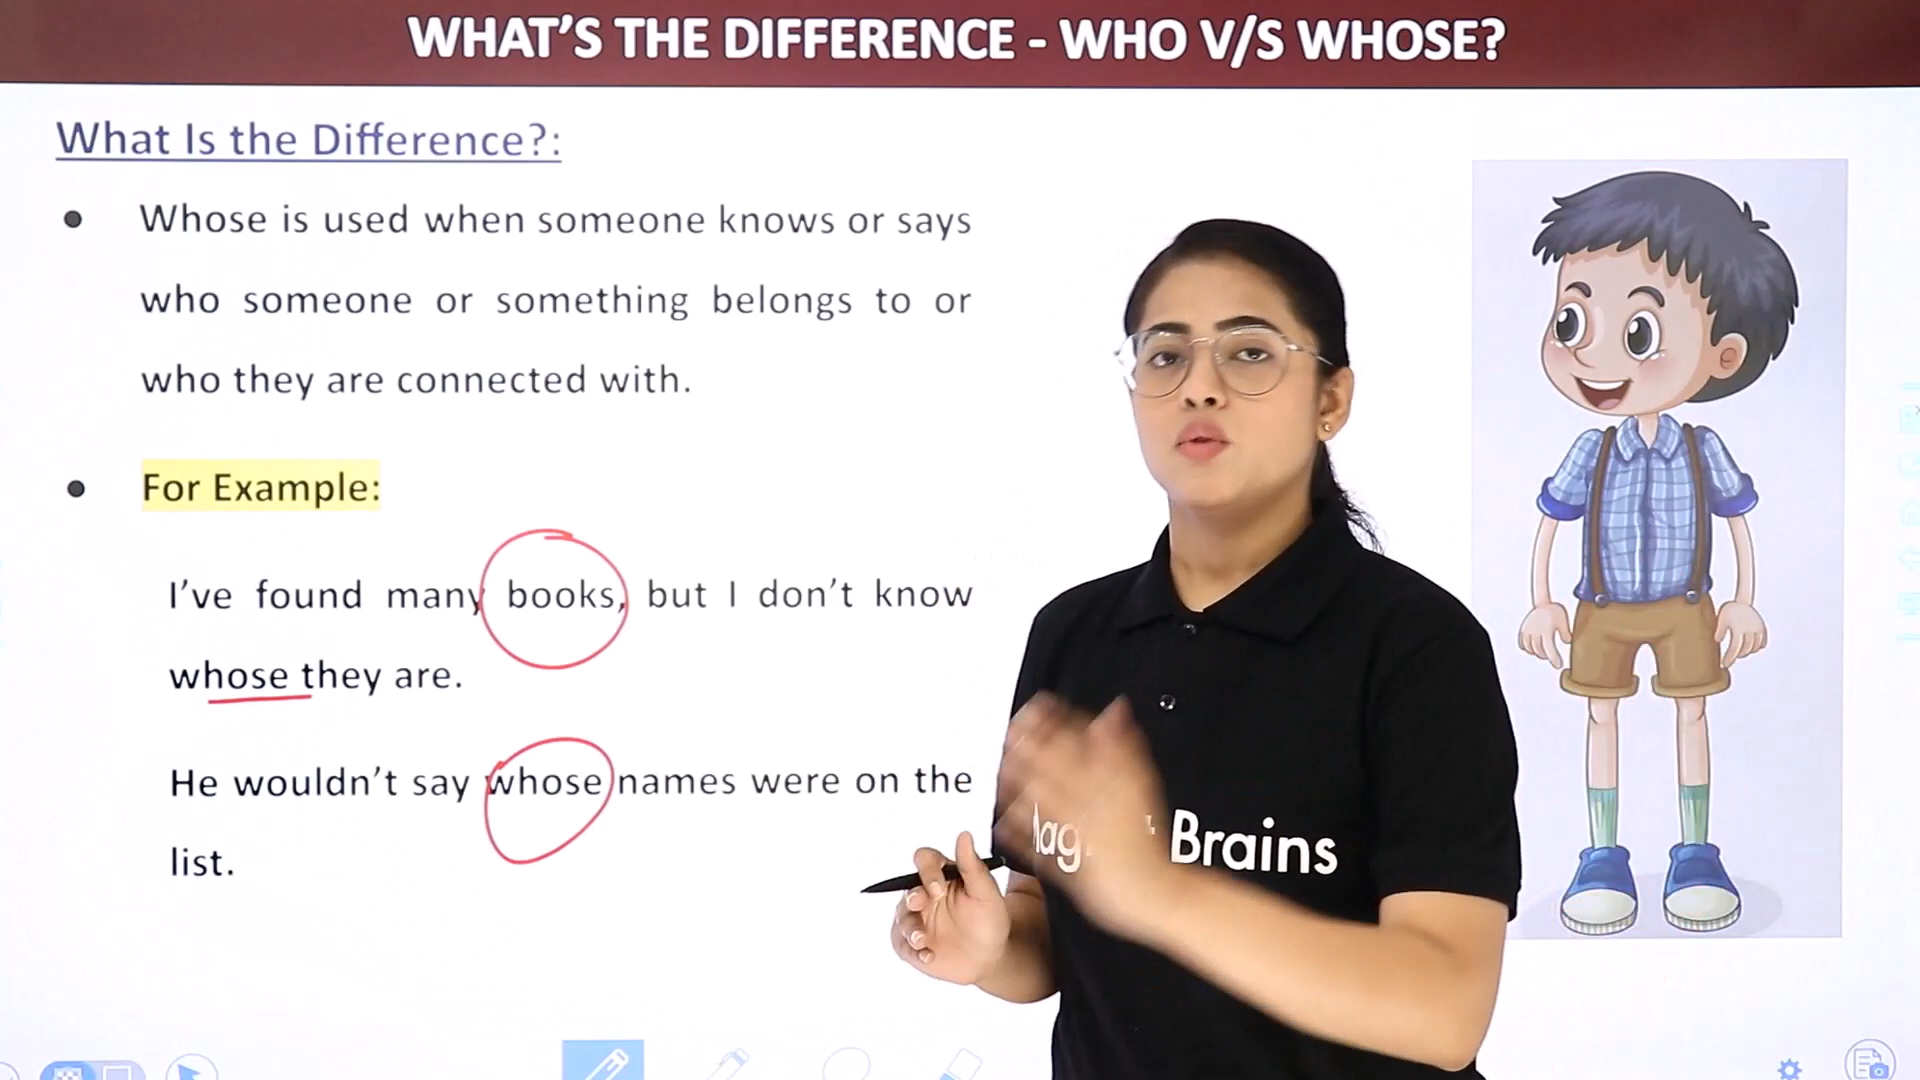 WHAT'S THE DIFFERENCE - WHO V/S WHOSE?
What Is the Difference?:
● Whose is used when someone knows or says
who someone or something belongs to or
who they are connected with.
● For Example:
I've found many books, but I don't know
whose they are.
He wouldn't say whose names were on the
list.
Brains